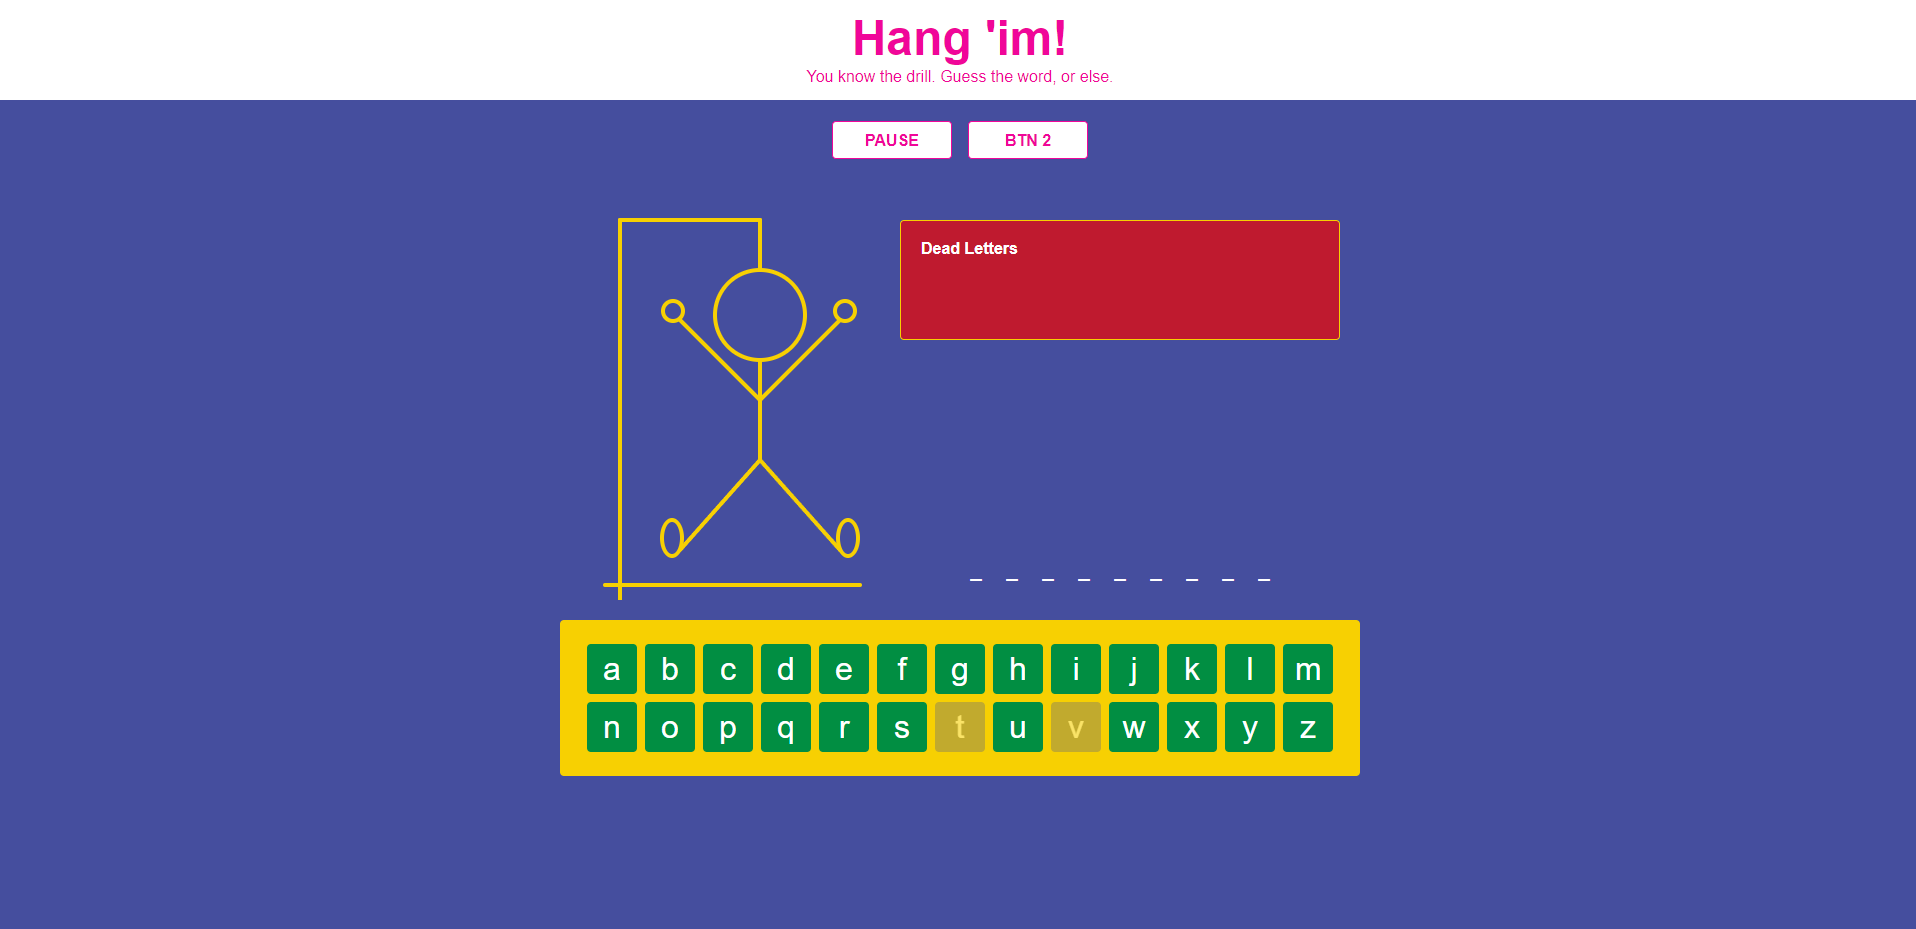 Hang 'im!
You know the drill. Guess the word, or else.
PAUSE BTN 2
Dead Letters
_ _ _ _ _ _ _ _ _
a b c d e f g h i j k l m
n o p q r s t u v w x y z